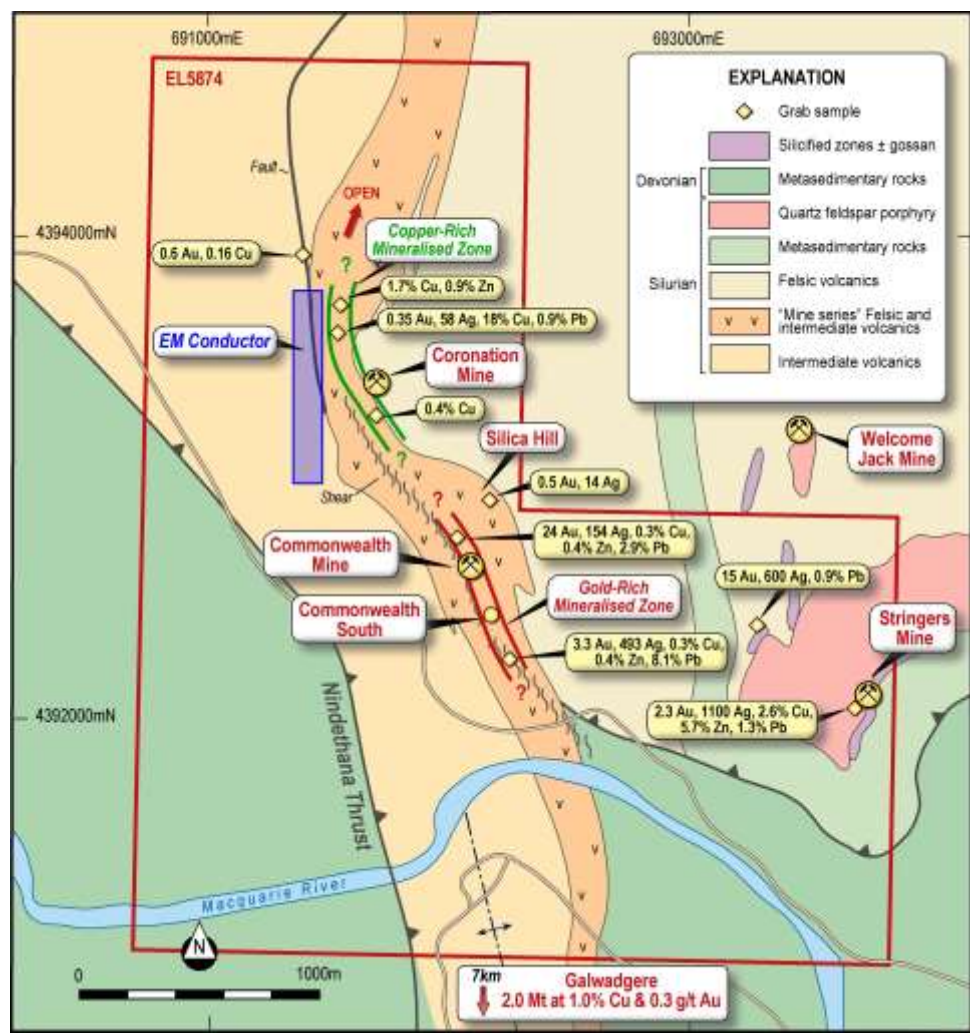 691000mE
693000mE
EL5874
EXPLANATION
Grab sample
Silicified zones ± gossan
Devonian
Metasedimentary rocks
Quartz feldspar porphyry
Metasedimentary rocks
Silurian
Felsic volcanics
v v
"Mine series" Felsic and
intermediate volcanics
Intermediate volcanics
Fault
OPEN
4394000mN
0.6 Au, 0.16 Cu
Copper-Rich
Mineralised Zone
?
1.7% Cu, 0.9% Zn
0.35 Au, 58 Ag, 18% Cu, 0.9% Pb
EM Conductor
Coronation
Mine
0.4% Cu
?
Silica Hill
Welcome
Jack Mine
Shear
0.5 Au, 14 Ag
?
24 Au, 154 Ag, 0.3% Cu,
0.4% Zn, 2.9% Pb
Commonwealth
Mine
15 Au, 600 Ag, 0.9% Pb
Gold-Rich
Mineralised Zone
Commonwealth
South
Stringers
Mine
3.3 Au, 493 Ag, 0.3% Cu,
0.4% Zn, 8.1% Pb
?
4392000mN
2.3 Au, 1100 Ag, 2.6% Cu,
5.7% Zn, 1.3% Pb
Nindethana Thrust
Macquarie River
N
0 1000m
7km
Galwadgere
2.0 Mt at 1.0% Cu & 0.3 g/t Au